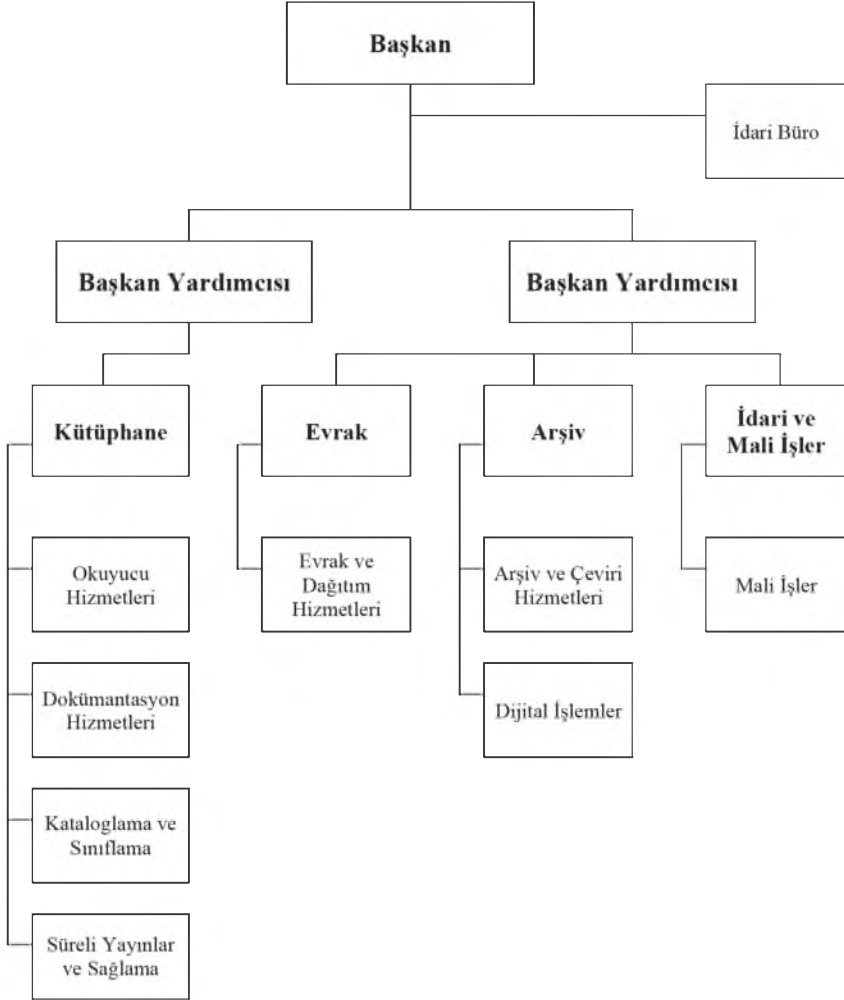 Başkan
İdari Büro
Başkan Yardımcısı
Başkan Yardımcısı
Kütüphane
Evrak
Arşiv
İdari ve
Mali İşler
Okuyucu
Hizmetleri
Evrak ve
Dağıtım
Hizmetleri
Arşiv ve Çeviri
Hizmetleri
Mali İşler
Dokümantasyon
Hizmetleri
Dijital İşlemler
Kataloglama ve
Sınıflama
Süreli Yayınlar
ve Sağlama